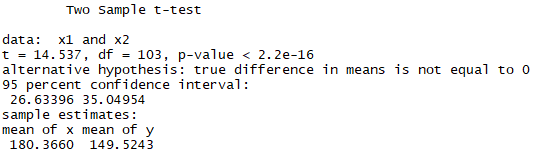 Two Sample t-test
data:  x1 and x2
t = 14.537, df = 103, p-value < 2.2e-16
alternative hypothesis: true difference in means is not equal to 0
95 percent confidence interval:
26.63396 35.04954
sample estimates:
mean of x mean of y
180.3660  149.5243